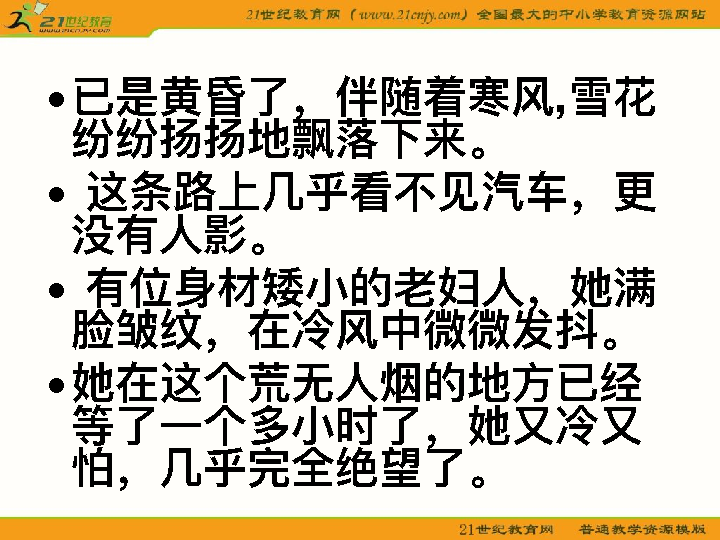 21世纪教育
21世纪教育网（www.21cnjy.com）全国最大的中小学教育资源网站
•已是黄昏了，伴随着寒风,雪花
纷纷扬扬地飘落下来。
• 这条路上几乎看不见汽车，更
没有人影。
• 有位身材矮小的老妇人，她满
脸皱纹，在冷风中微微发抖。
•她在这个荒无人烟的地方已经
等了一个多小时了，她又冷又
怕，几乎完全绝望了。
21世纪教育网 普通教学资源模版